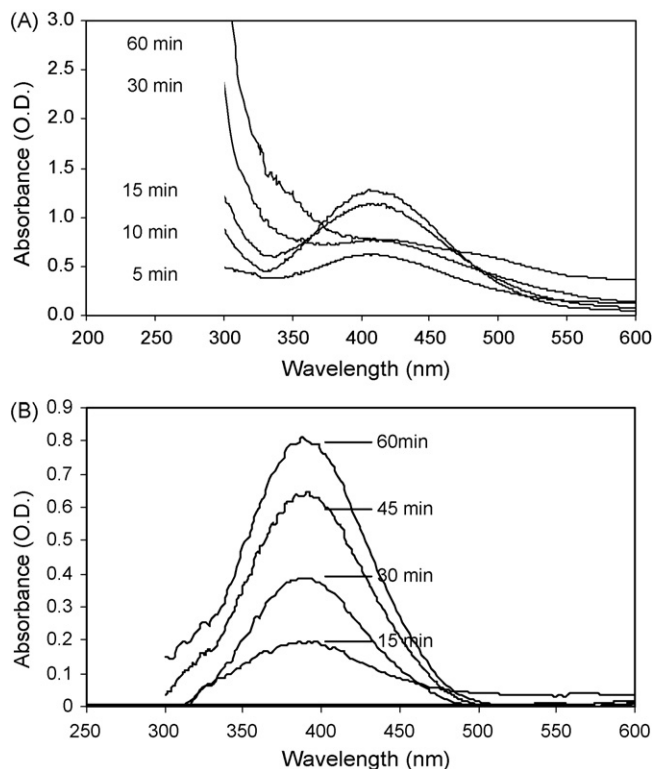 (A)
3.0
2.5
2.0
1.5
1.0
0.5
0.0
Absorbance (O.D.)
60 min
30 min
15 min
10 min
5 min
200 250 300 350 400 450 500 550 600
Wavelength (nm)
(B)
0.9
0.8
0.7
0.6
0.5
0.4
0.3
0.2
0.1
0
Absorbance (O.D.)
60min
45 min
30 min
15 min
250 300 350 400 450 500 550 600
Wavelength (nm)